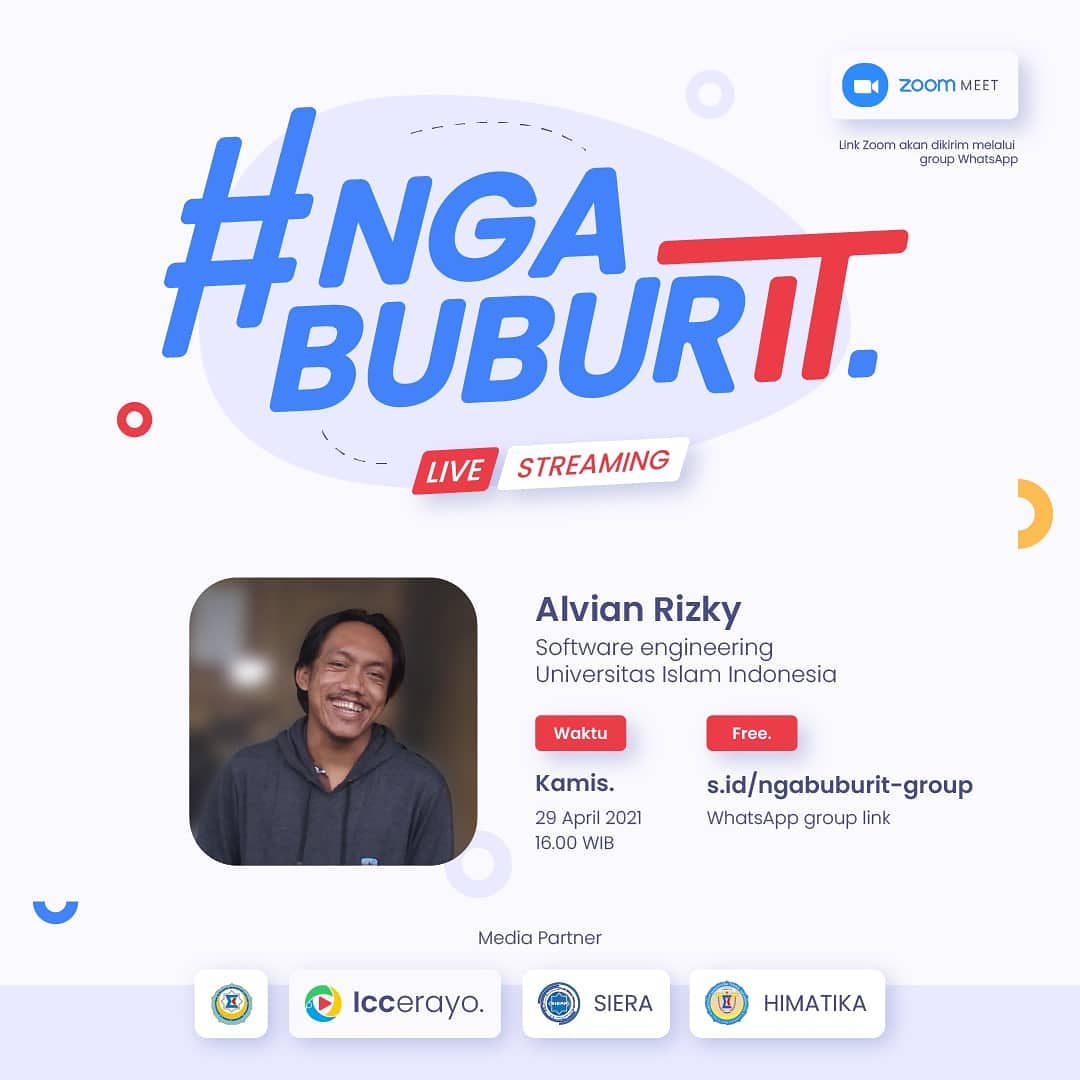 zoom MEET
Link Zoom akan dikirim melalui
group WhatsApp
#NGA
BUBURIT.
LIVE STREAMING
Alvian Rizky
Software engineering
Universitas Islam Indonesia
Waktu
Kamis.
29 April 2021
16.00 WIB
Free.
s.id/ngabuburit-group
WhatsApp group link
Media Partner
lccerayo.
SIERA
HIMATIKA